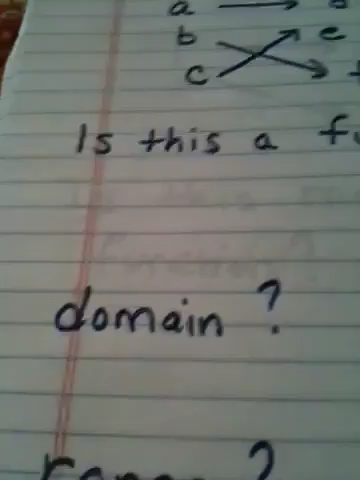 a →
b e
c
Is this a
domain ?
?